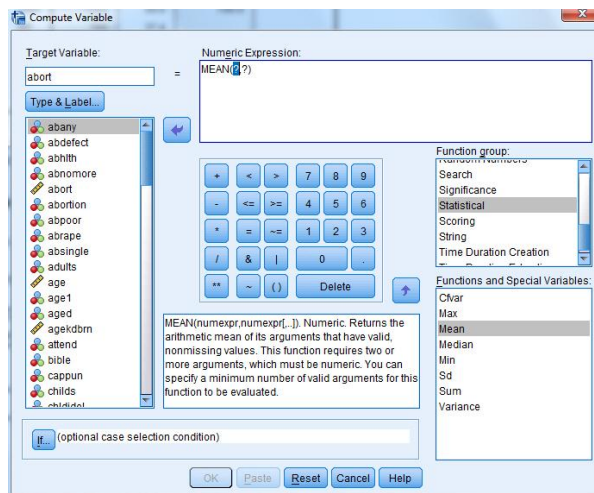 Compute Variable
Target Variable:
abort
=
Type & Label...
abany
abdefect
abhlth
abnomore
abort
abortion
abpoor
abrape
absingle
adults
age
age1
aged
agekdbrn
attend
bible
cappun
childs
chldidel
Numeric Expression:
MEAN(?,?)
+ < > 7 8 9
- <= >= 4 5 6
* = ~= 1 2 3
/ & | 0 .
** ~ ( ) Delete
MEAN(numexpr,numexpr[,..]). Numeric. Returns the
arithmetic mean of its arguments that have valid,
nonmissing values. This function requires two or
more arguments, which must be numeric. You can
specify a minimum number of valid arguments for this
function to be evaluated.
Function group:
Random Numbers
Search
Significance
Statistical
Scoring
String
Time Duration Creation
Functions and Special Variables:
Cfvar
Max
Mean
Median
Min
Sd
Sum
Variance
If... (optional case selection condition)
OK Paste Reset Cancel Help